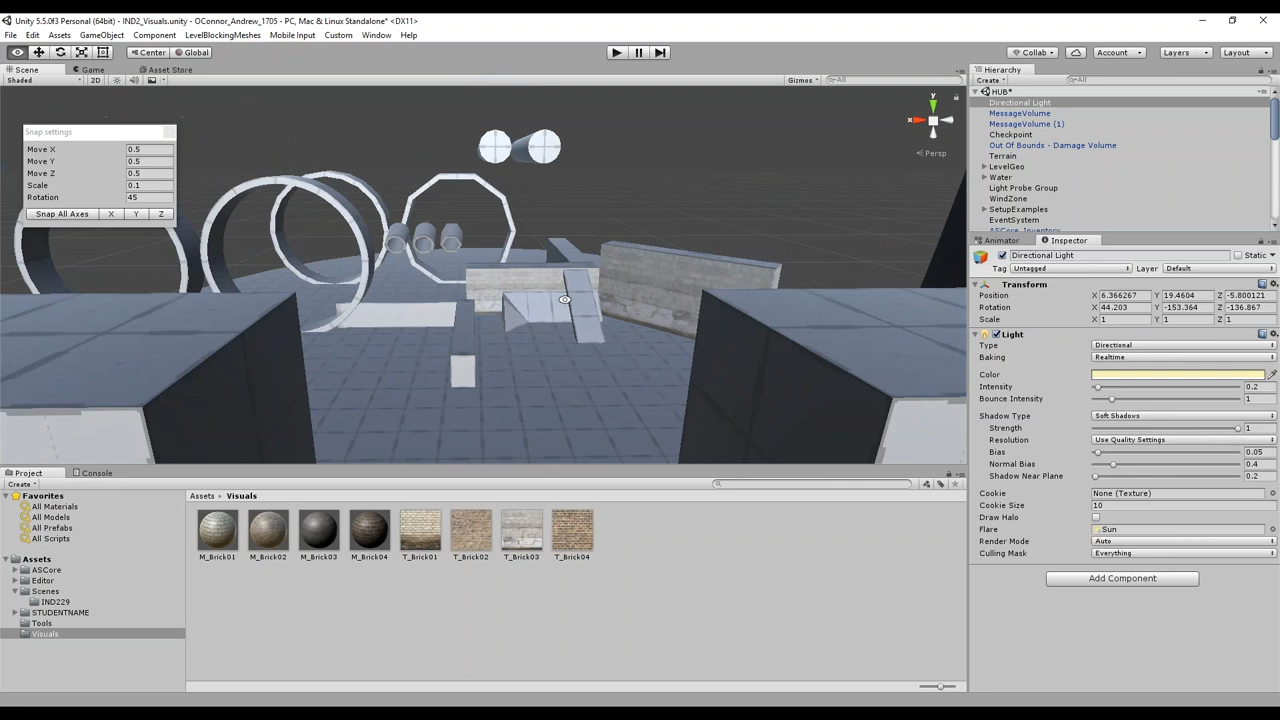 Unity 5.5.0f3 Personal (64bit) - IND2_Visuals.unity - OConnor_Andrew_1705 - PC, Mac & Linux Standalone* <DX11>
File Edit Assets GameObject Component LevelBlockingMeshes Mobile Input Custom Window Help
Center Global Collab Account Layers Layout
Scene Game Asset Store
Shaded 2D Gizmos All
Snap settings
Move X 0.5
Move Y 0.5
Move Z 0.5
Scale 0.1
Rotation 45
Snap All Axes X Y Z
y
x
Persp
Hierarchy
Create All
HUB*
Directional Light
MessageVolume
MessageVolume (1)
Checkpoint
Out Of Bounds - Damage Volume
Terrain
LevelGeo
Water
Light Probe Group
WindZone
SetupExamples
EventSystem
ASCore_Inventory
Animator Inspector
Directional Light Static
Tag Untagged Layer Default
Transform
Position X 6.366267 Y 19.4604 Z -5.800121
Rotation X 44.203 Y -153.364 Z -136.867
Scale X 1 Y 1 Z 1
Light
Type Directional
Baking Realtime
Color
Intensity 0.2
Bounce Intensity 1
Shadow Type Soft Shadows
Strength 1
Resolution Use Quality Settings
Bias 0.05
Normal Bias 0.4
Shadow Near Plane 0.2
Cookie None (Texture)
Cookie Size 10
Draw Halo
Flare Sun
Render Mode Auto
Culling Mask Everything
Add Component
Project Console
Create
Favorites
All Materials
All Models
All Prefabs
All Scripts
Assets
ASCore
Editor
Scenes
IND229
STUDENTNAME
Tools
Visuals
Assets Visuals
M_Brick01 M_Brick02 M_Brick03 M_Brick04 T_Brick01 T_Brick02 T_Brick03 T_Brick04